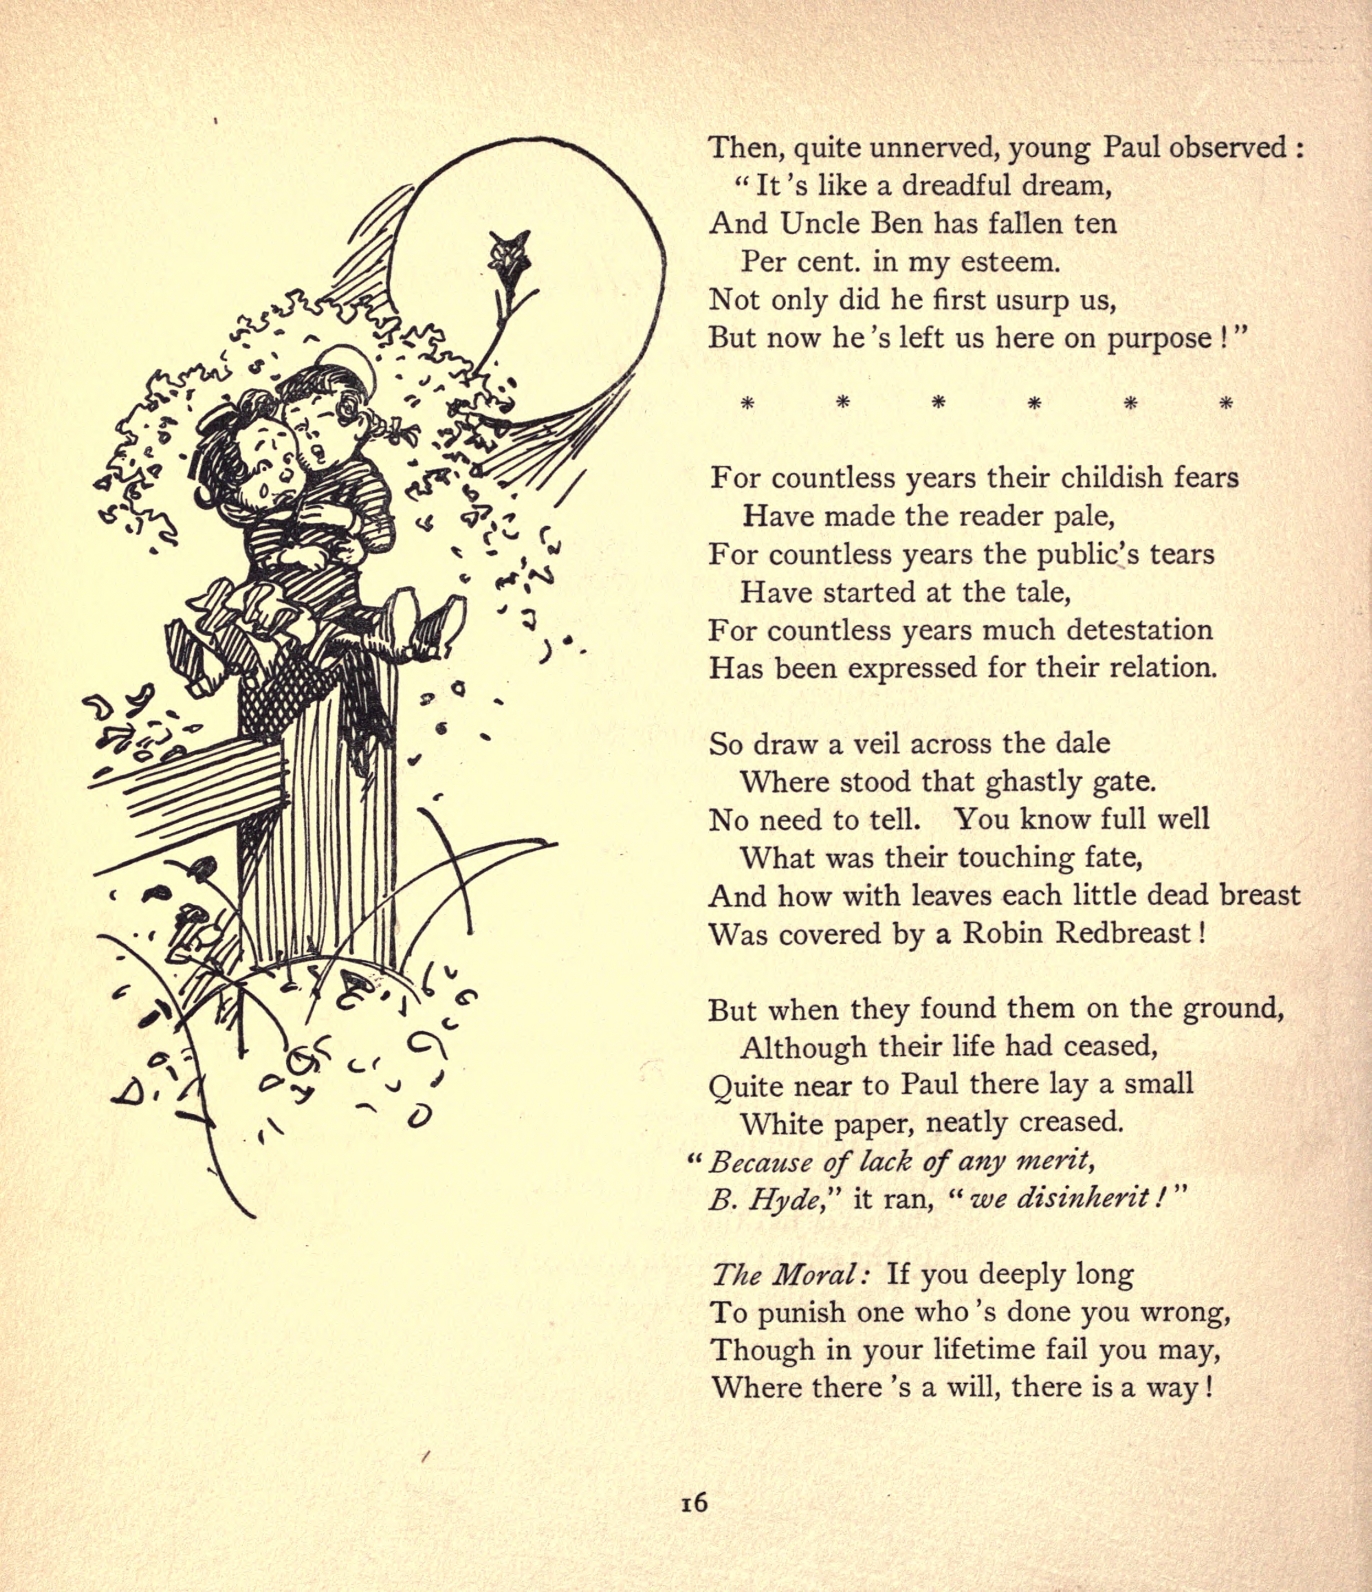 Then, quite unnerved, young Paul observed :
“ It ’s like a dreadful dream,
And Uncle Ben has fallen ten
Per cent. in my esteem.
Not only did he first usurp us,
But now he ’s left us here on purpose ! ”
* * * * * *
For countless years their childish fears
Have made the reader pale,
For countless years the public’s tears
Have started at the tale,
For countless years much detestation
Has been expressed for their relation.
So draw a veil across the dale
Where stood that ghastly gate.
No need to tell. You know full well
What was their touching fate,
And how with leaves each little dead breast
Was covered by a Robin Redbreast !
But when they found them on the ground,
Although their life had ceased,
Quite near to Paul there lay a small
White paper, neatly creased.
“ Because of lack of any merit,
B. Hyde,” it ran, “ we disinherit ! ”
The Moral : If you deeply long
To punish one who ’s done you wrong,
Though in your lifetime fail you may,
Where there ’s a will, there is a way !
16